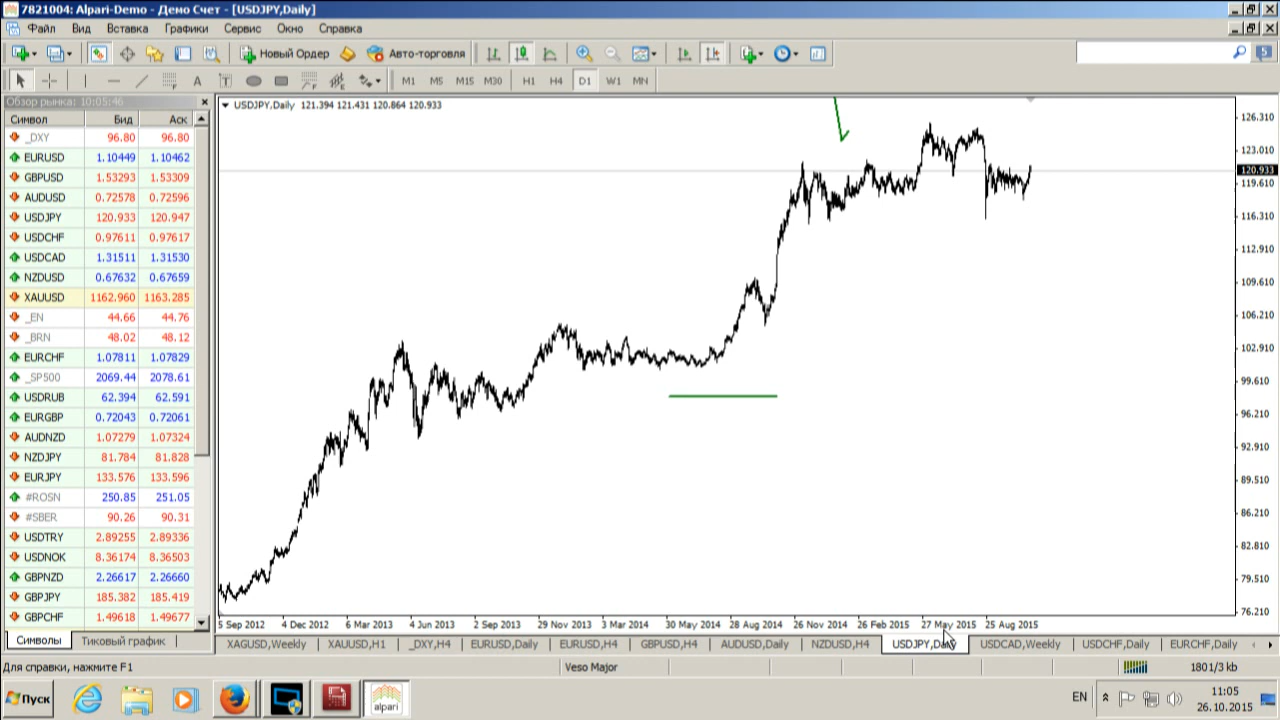 7821004: Alpari-Demo - Демо Счет - [USDJPY,Daily]
Файл Вид Вставка Графики Сервис Окно Справка
Новый Ордер Авто-торговля 5
A T M1 M5 M15 M30 H1 H4 D1 W1 MN
Обзор рынка: 10:05:46
Символ Бид Аск
_DXY 96.80 96.80
EURUSD 1.10449 1.10462
GBPUSD 1.53293 1.53309
AUDUSD 0.72578 0.72596
USDJPY 120.933 120.947
USDCHF 0.97611 0.97617
USDCAD 1.31511 1.31530
NZDUSD 0.67632 0.67659
XAUUSD 1162.960 1163.285
_EN 44.66 44.76
_BRN 48.02 48.12
EURCHF 1.07811 1.07829
_SP500 2069.44 2078.61
USDRUB 62.394 62.591
EURGBP 0.72043 0.72061
AUDNZD 1.07279 1.07324
NZDJPY 81.784 81.828
EURJPY 133.576 133.596
#ROSN 250.85 251.05
#SBER 90.26 90.31
USDTRY 2.89255 2.89336
USDNOK 8.36174 8.36503
GBPNZD 2.26617 2.26660
GBPJPY 185.382 185.419
GBPCHF 1.49618 1.49677
Символы Тиковый график
USDJPY,Daily 121.394 121.431 120.864 120.933
126.310
123.010
120.933
119.610
116.310
112.910
109.610
106.210
102.910
99.610
96.210
92.910
89.510
86.210
82.810
79.510
76.210
5 Sep 2012 4 Dec 2012 6 Mar 2013 4 Jun 2013 2 Sep 2013 29 Nov 2013 3 Mar 2014 30 May 2014 28 Aug 2014 26 Nov 2014 26 Feb 2015 27 May 2015 25 Aug 2015
XAGUSD,Weekly XAUUSD,H1 _DXY,H4 EURUSD,Daily EURUSD,H4 GBPUSD,H4 AUDUSD,Daily NZDUSD,H4 USDJPY,Daily USDCAD,Weekly USDCHF,Daily EURCHF,Daily
Для справки, нажмите F1 Veso Major 1801/3 kb
Пуск alpari EN 11:05
26.10.2015